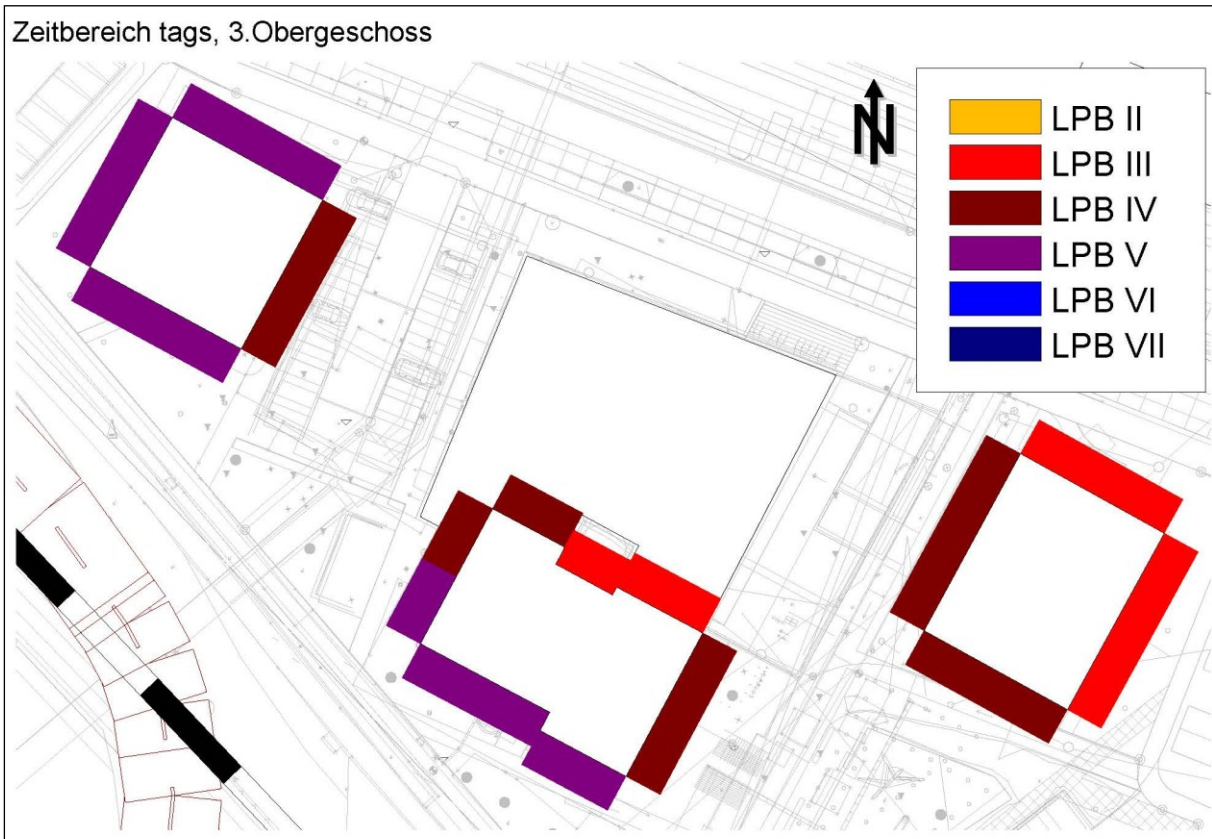 Zeitbereich tags, 3.Obergeschoss
N
LPB II
LPB III
LPB IV
LPB V
LPB VI
LPB VII